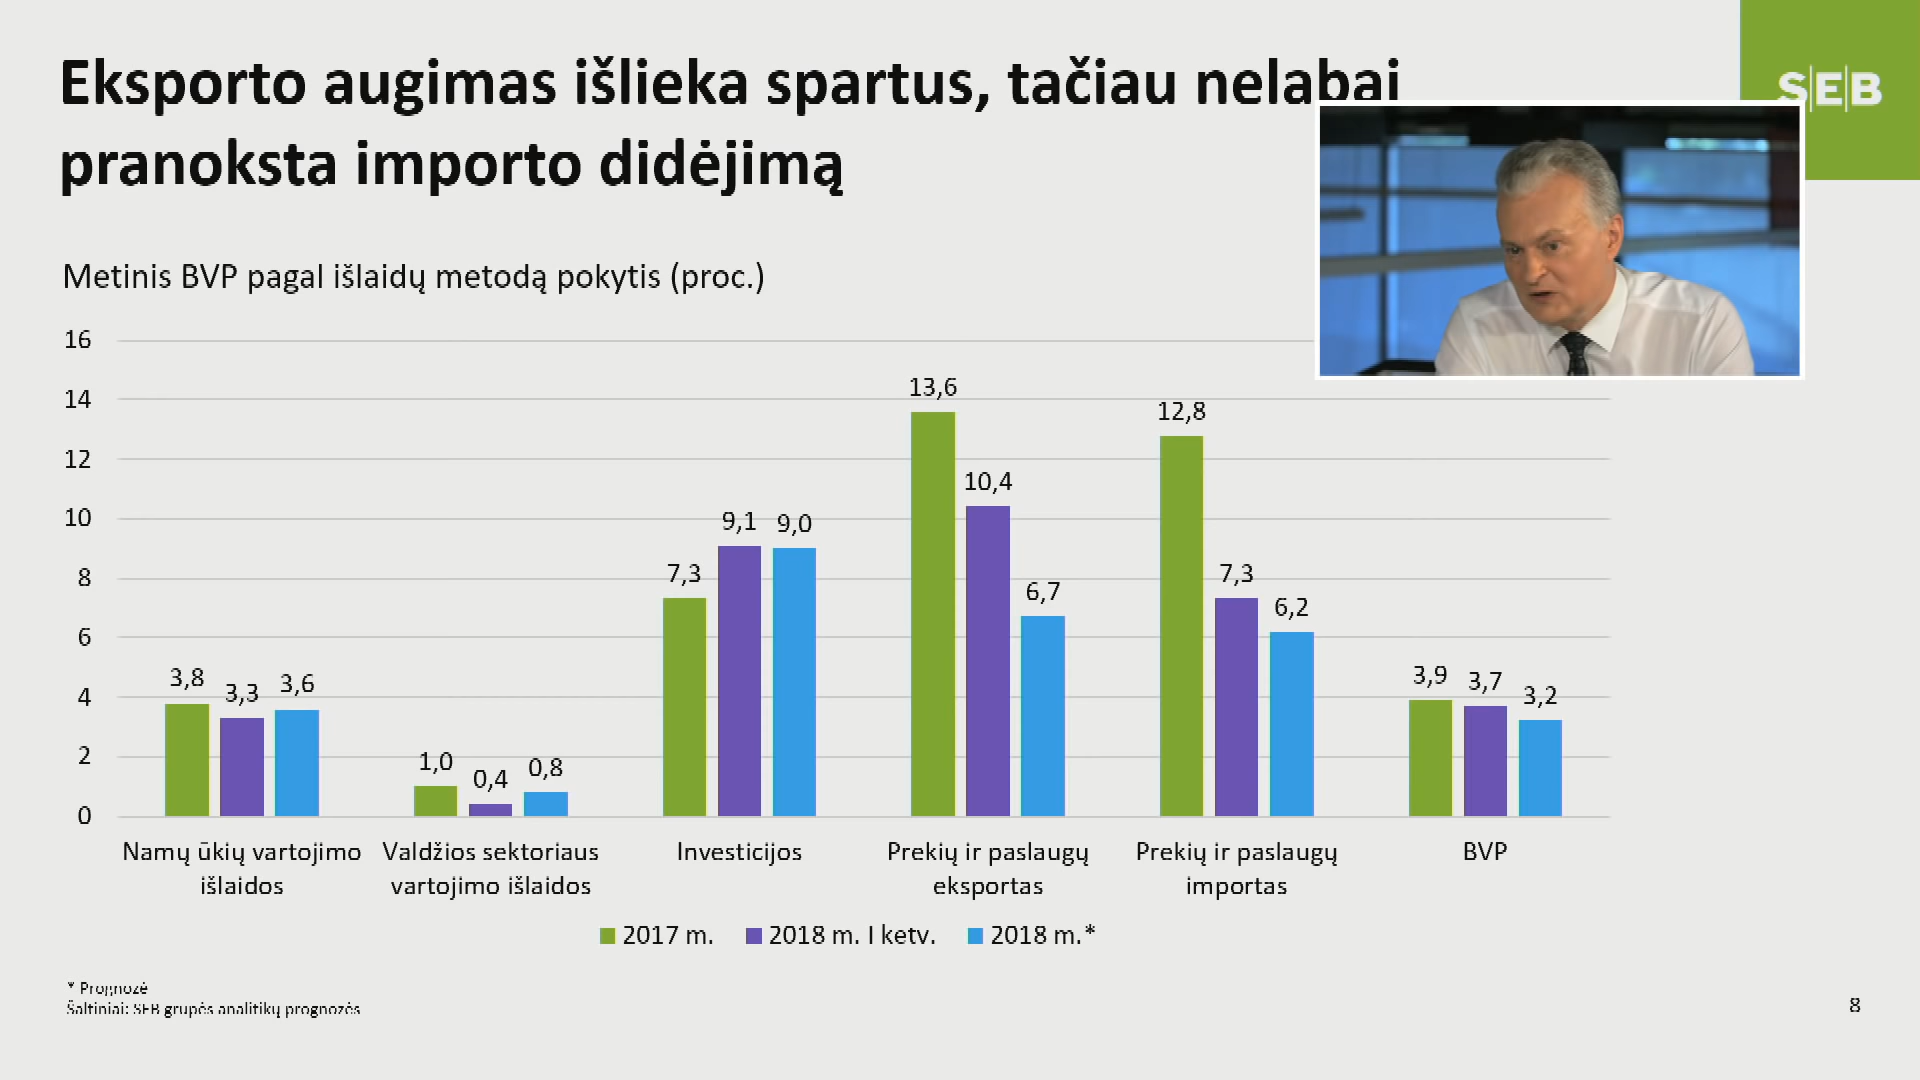 Eksporto augimas išlieka spartus, tačiau nelabai
pranoksta importo didėjimą
S|E|B
Metinis BVP pagal išlaidų metodą pokytis (proc.)
16
14
12
10
8
6
4
2
0
3,8
3,3
3,6
1,0
0,4
0,8
7,3
9,1
9,0
13,6
10,4
6,7
12,8
7,3
6,2
3,9
3,7
3,2
Namų ūkių vartojimo
išlaidos
Valdžios sektoriaus
vartojimo išlaidos
Investicijos
Prekių ir paslaugų
eksportas
Prekių ir paslaugų
importas
BVP
2017 m.
2018 m. I ketv.
2018 m.*
* Prognozė
Šaltiniai: SEB grupės analitikų prognozės
8